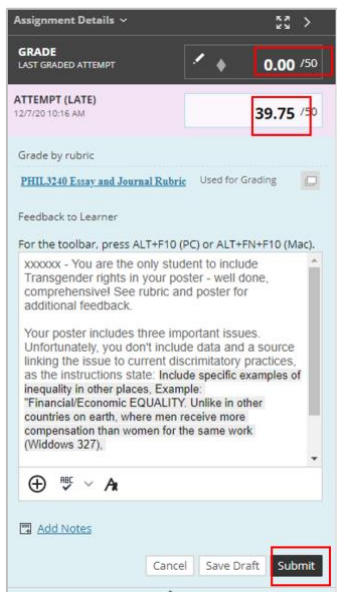 Assignment Details
GRADE
LAST GRADED ATTEMPT
0.00 /50
ATTEMPT (LATE)
12/7/20 10:16 AM
39.75 /50
Grade by rubric
PHIL3240 Essay and Journal Rubric Used for Grading
Feedback to Learner
For the toolbar, press ALT+F10 (PC) or ALT+FN+F10 (Mac).
xxxxxx - You are the only student to include
Transgender rights in your poster - well done,
comprehensive! See rubric and poster for
additional feedback.
Your poster includes three important issues.
Unfortunately, you don't include data and a source
linking the issue to current discrimitatory practices,
as the instructions state: Include specific examples of
inequality in other places, Example:
"Financial/Economic EQUALITY. Unlike in other
countries on earth, where men receive more
compensation than women for the same work
(Widdows 327),
ABC
A
Add Notes
Cancel Save Draft Submit